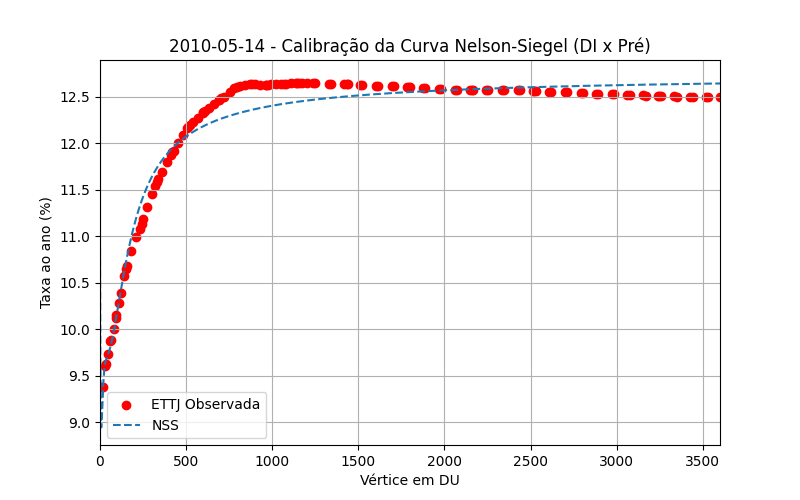 2010-05-14 - Calibração da Curva Nelson-Siegel (DI x Pré)
Taxa ao ano (%)
12.5
12.0
11.5
11.0
10.5
10.0
9.5
9.0
ETTJ Observada
NSS
0 500 1000 1500 2000 2500 3000 3500
Vértice em DU